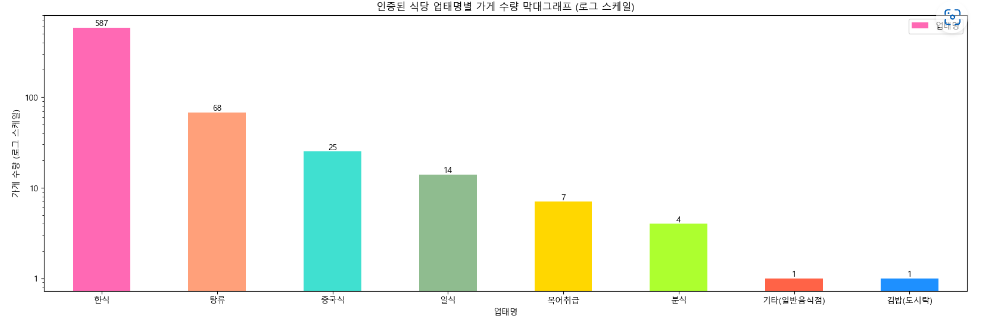 인증된 식당 업태명별 가게 수량 막대그래프 (로그 스케일)
업태명
587
68
25
14
7
4
1
1
100
10
1
가게 수량 (로그 스케일)
한식
탕류
중국식
일식
복어취급
분식
기타(일반음식점)
김밥(도시락)
업태명